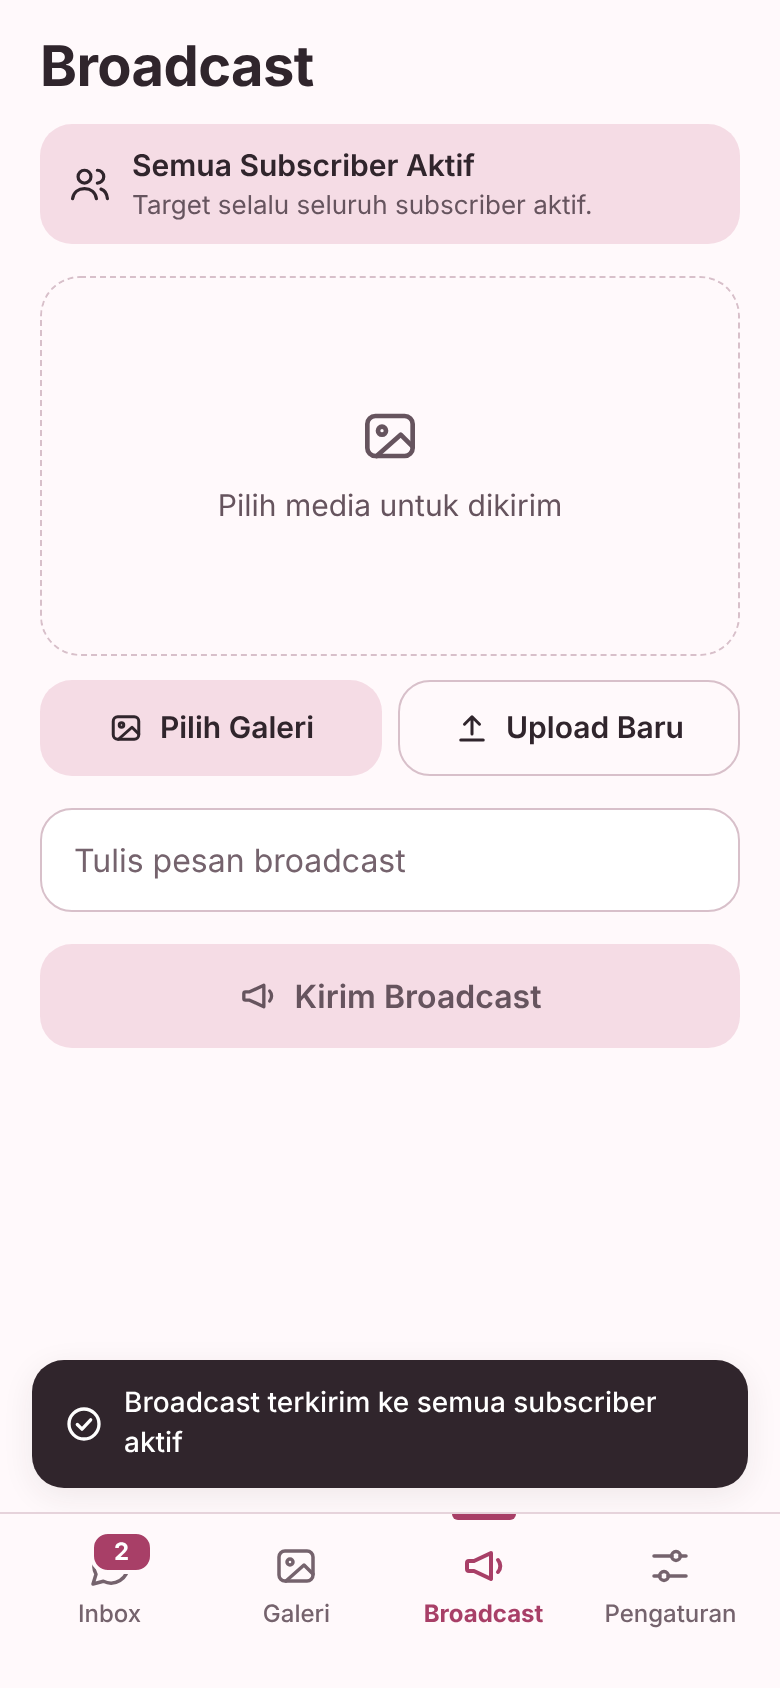 Broadcast
Semua Subscriber Aktif
Target selalu seluruh subscriber aktif.
Pilih media untuk dikirim
Pilih Galeri
Upload Baru
Tulis pesan broadcast
Kirim Broadcast
Broadcast terkirim ke semua subscriber
aktif
2
Inbox
Galeri
Broadcast
Pengaturan